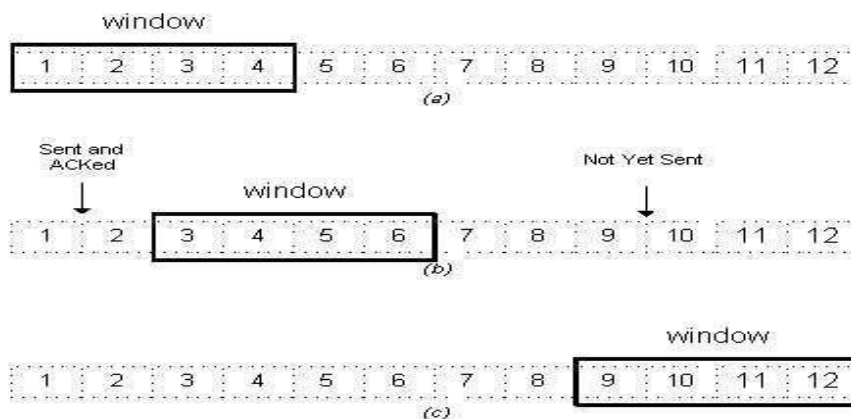 window
1 2 3 4 5 6 7 8 9 10 11 12
(a)
Sent and
ACKed
Not Yet Sent
window
1 2 3 4 5 6 7 8 9 10 11 12
(b)
window
1 2 3 4 5 6 7 8 9 10 11 12
(c)